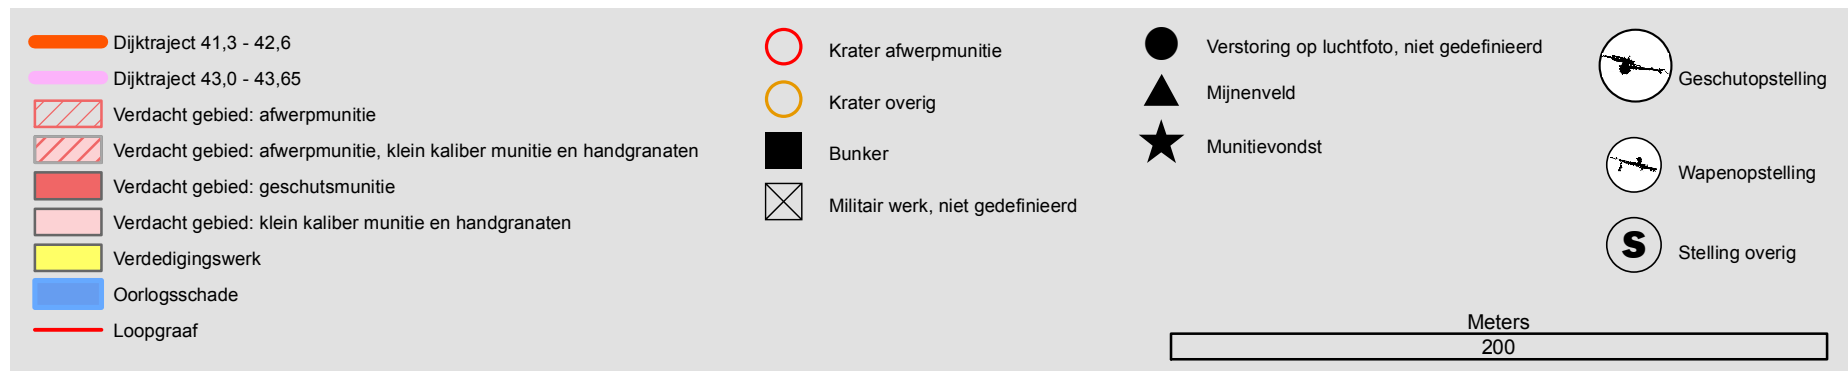 Dijktraject 41,3 - 42,6
Dijktraject 43,0 - 43,65
Verdacht gebied: afwerpmunitie
Verdacht gebied: afwerpmunitie, klein kaliber munitie en handgranaten
Verdacht gebied: geschutsmunitie
Verdacht gebied: klein kaliber munitie en handgranaten
Verdedigingswerk
Oorlogsschade
Loopgraaf
Krater afwerpmunitie
Krater overig
Bunker
Militair werk, niet gedefinieerd
Verstoring op luchtfoto, niet gedefinieerd
Mijnenveld
Munitievondst
Geschutopstelling
Wapenopstelling
S Stelling overig
Meters
200